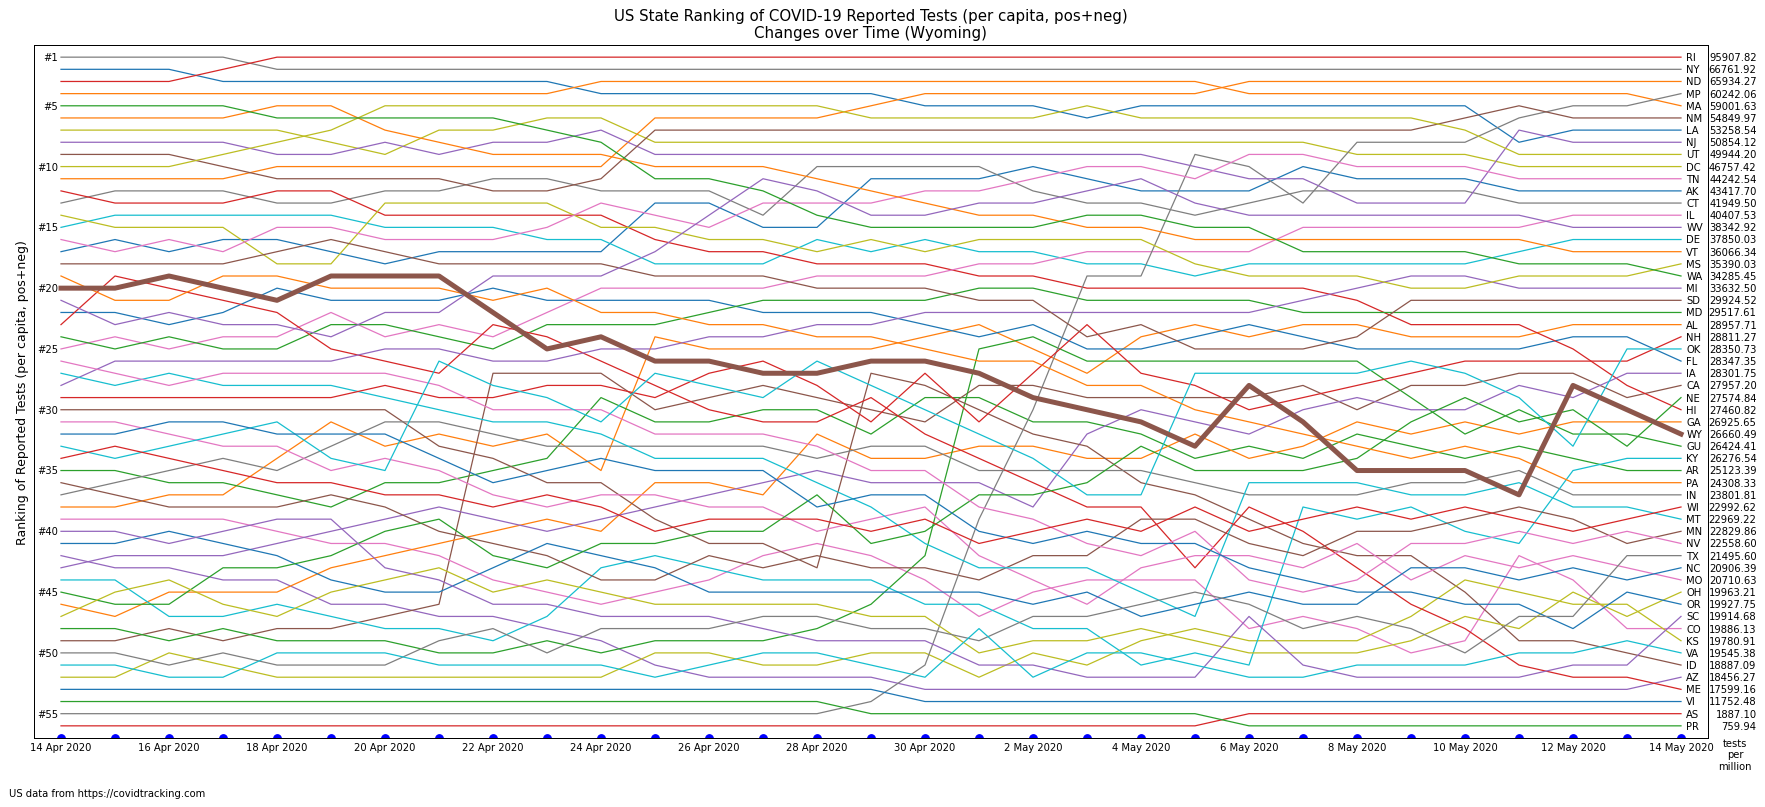 US State Ranking of COVID-19 Reported Tests (per capita, pos+neg)
Changes over Time (Wyoming)
Ranking of Reported Tests (per capita, pos+neg)
#1
#5
#10
#15
#20
#25
#30
#35
#40
#45
#50
#55
RI 95907.82
NY 66761.92
ND 65934.27
MP 60242.06
MA 59001.63
NM 54849.97
LA 53258.54
NJ 50854.12
UT 49944.20
DC 46757.42
TN 44242.54
AK 43417.70
CT 41949.50
IL 40407.53
WV 38342.92
DE 37850.03
VT 36066.34
MS 35390.03
WA 34285.45
MI 33632.50
SD 29924.52
MD 29517.61
AL 28957.71
NH 28811.27
OK 28350.73
FL 28347.35
IA 28301.75
CA 27957.20
NE 27574.84
HI 27460.82
GA 26925.65
WY 26660.49
GU 26424.41
KY 26276.54
AR 25123.39
PA 24308.33
IN 23801.81
WI 22992.62
MT 22969.22
MN 22829.86
NV 22558.60
TX 21495.60
NC 20906.39
MO 20710.63
OH 19963.21
OR 19927.75
SC 19914.68
CO 19886.13
KS 19780.91
VA 19545.38
ID 18887.09
AZ 18456.27
ME 17599.16
VI 11752.48
AS 1887.10
PR 759.94
14 Apr 2020 16 Apr 2020 18 Apr 2020 20 Apr 2020 22 Apr 2020 24 Apr 2020 26 Apr 2020 28 Apr 2020 30 Apr 2020 2 May 2020 4 May 2020 6 May 2020 8 May 2020 10 May 2020 12 May 2020 14 May 2020
tests
per
million
US data from https://covidtracking.com